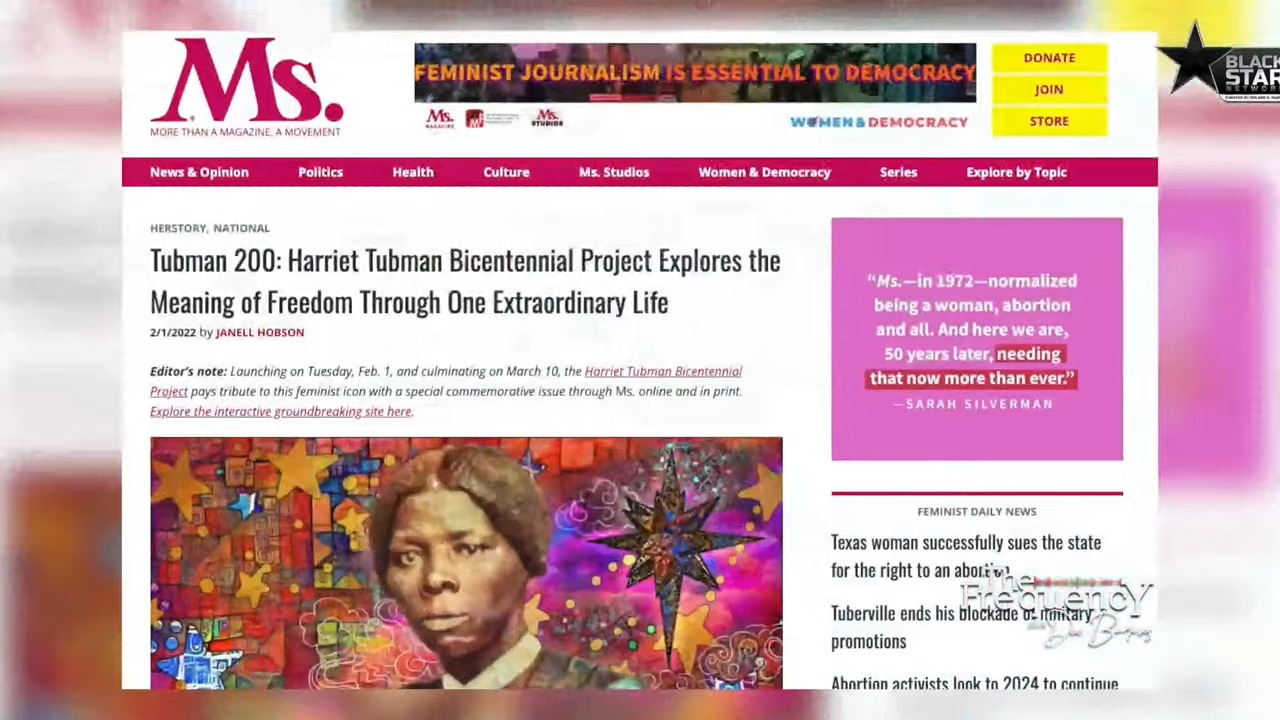 Ms.
MORE THAN A MAGAZINE, A MOVEMENT
FEMINIST JOURNALISM IS ESSENTIAL TO DEMOCRACY
Ms.
MAGAZINE
Ms.
STUDIOS
WOMEN & DEMOCRACY
DONATE
JOIN
STORE
BLACK
STAR
NETWORK
News & Opinion
Politics
Health
Culture
Ms. Studios
Women & Democracy
Series
Explore by Topic
HERSTORY, NATIONAL
Tubman 200: Harriet Tubman Bicentennial Project Explores the
Meaning of Freedom Through One Extraordinary Life
2/1/2022 by JANELL HOBSON
Editor's note: Launching on Tuesday, Feb. 1, and culminating on March 10, the Harriet Tubman Bicentennial
Project pays tribute to this feminist icon with a special commemorative issue through Ms. online and in print.
Explore the interactive groundbreaking site here.
“Ms.—in 1972—normalized
being a woman, abortion
and all. And here we are,
50 years later, needing
that now more than ever.”
—SARAH SILVERMAN
FEMINIST DAILY NEWS
Texas woman successfully sues the state
for the right to an abortion
Tuberville ends his blockade of military
promotions
Abortion activists look to 2024 to continue
The
Frequency